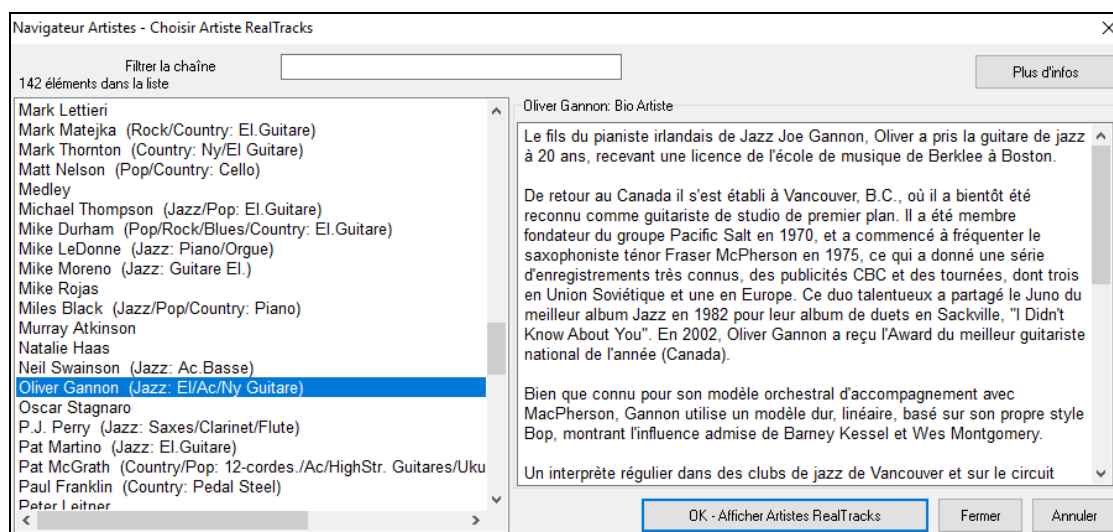 Navigateur Artistes - Choisir Artiste RealTracks
Filtrer la chaîne
142 éléments dans la liste
Plus d'infos
Mark Lettieri
Mark Matejka (Rock/Country: El.Guitare)
Mark Thornton (Country: Ny/El Guitare)
Matt Nelson (Pop/Country: Cello)
Medley
Michael Thompson (Jazz/Pop: El.Guitare)
Mike Durham (Pop/Rock/Blues/Country: El.Guitare)
Mike LeDonne (Jazz: Piano/Orgue)
Mike Moreno (Jazz: Guitare El.)
Mike Rojas
Miles Black (Jazz/Pop/Country: Piano)
Murray Atkinson
Natalie Haas
Neil Swainson (Jazz: Ac.Basse)
Oliver Gannon (Jazz: El/Ac/Ny Guitare)
Oscar Stagnaro
P.J. Perry (Jazz: Saxes/Clarinet/Flute)
Pat Martino (Jazz: El.Guitare)
Pat McGrath (Country/Pop: 12-cordes./Ac/HighStr. Guitares/Uku
Paul Franklin (Country: Pedal Steel)
Peter Leitner
Oliver Gannon: Bio Artiste
Le fils du pianiste irlandais de Jazz Joe Gannon, Oliver a pris la guitare de jazz
à 20 ans, recevant une licence de l'école de musique de Berklee à Boston.
De retour au Canada il s'est établi à Vancouver, B.C., où il a bientôt été
reconnu comme guitariste de studio de premier plan. Il a été membre
fondateur du groupe Pacific Salt en 1970, et a commencé à fréquenter le
saxophoniste ténor Fraser McPherson en 1975, ce qui a donné une série
d'enregistrements très connus, des publicités CBC et des tournées, dont trois
en Union Soviétique et une en Europe. Ce duo talentueux a partagé le Juno du
meilleur album Jazz en 1982 pour leur album de duets en Sackville, "I Didn't
Know About You". En 2002, Oliver Gannon a reçu l'Award du meilleur guitariste
national de l'année (Canada).
Bien que connu pour son modèle orchestral d'accompagnement avec
MacPherson, Gannon utilise un modèle dur, linéaire, basé sur son propre style
Bop, montrant l'influence admise de Barney Kessel et Wes Montgomery.
Un interprète régulier dans des clubs de jazz de Vancouver et sur le circuit
OK - Afficher Artistes RealTracks
Fermer
Annuler